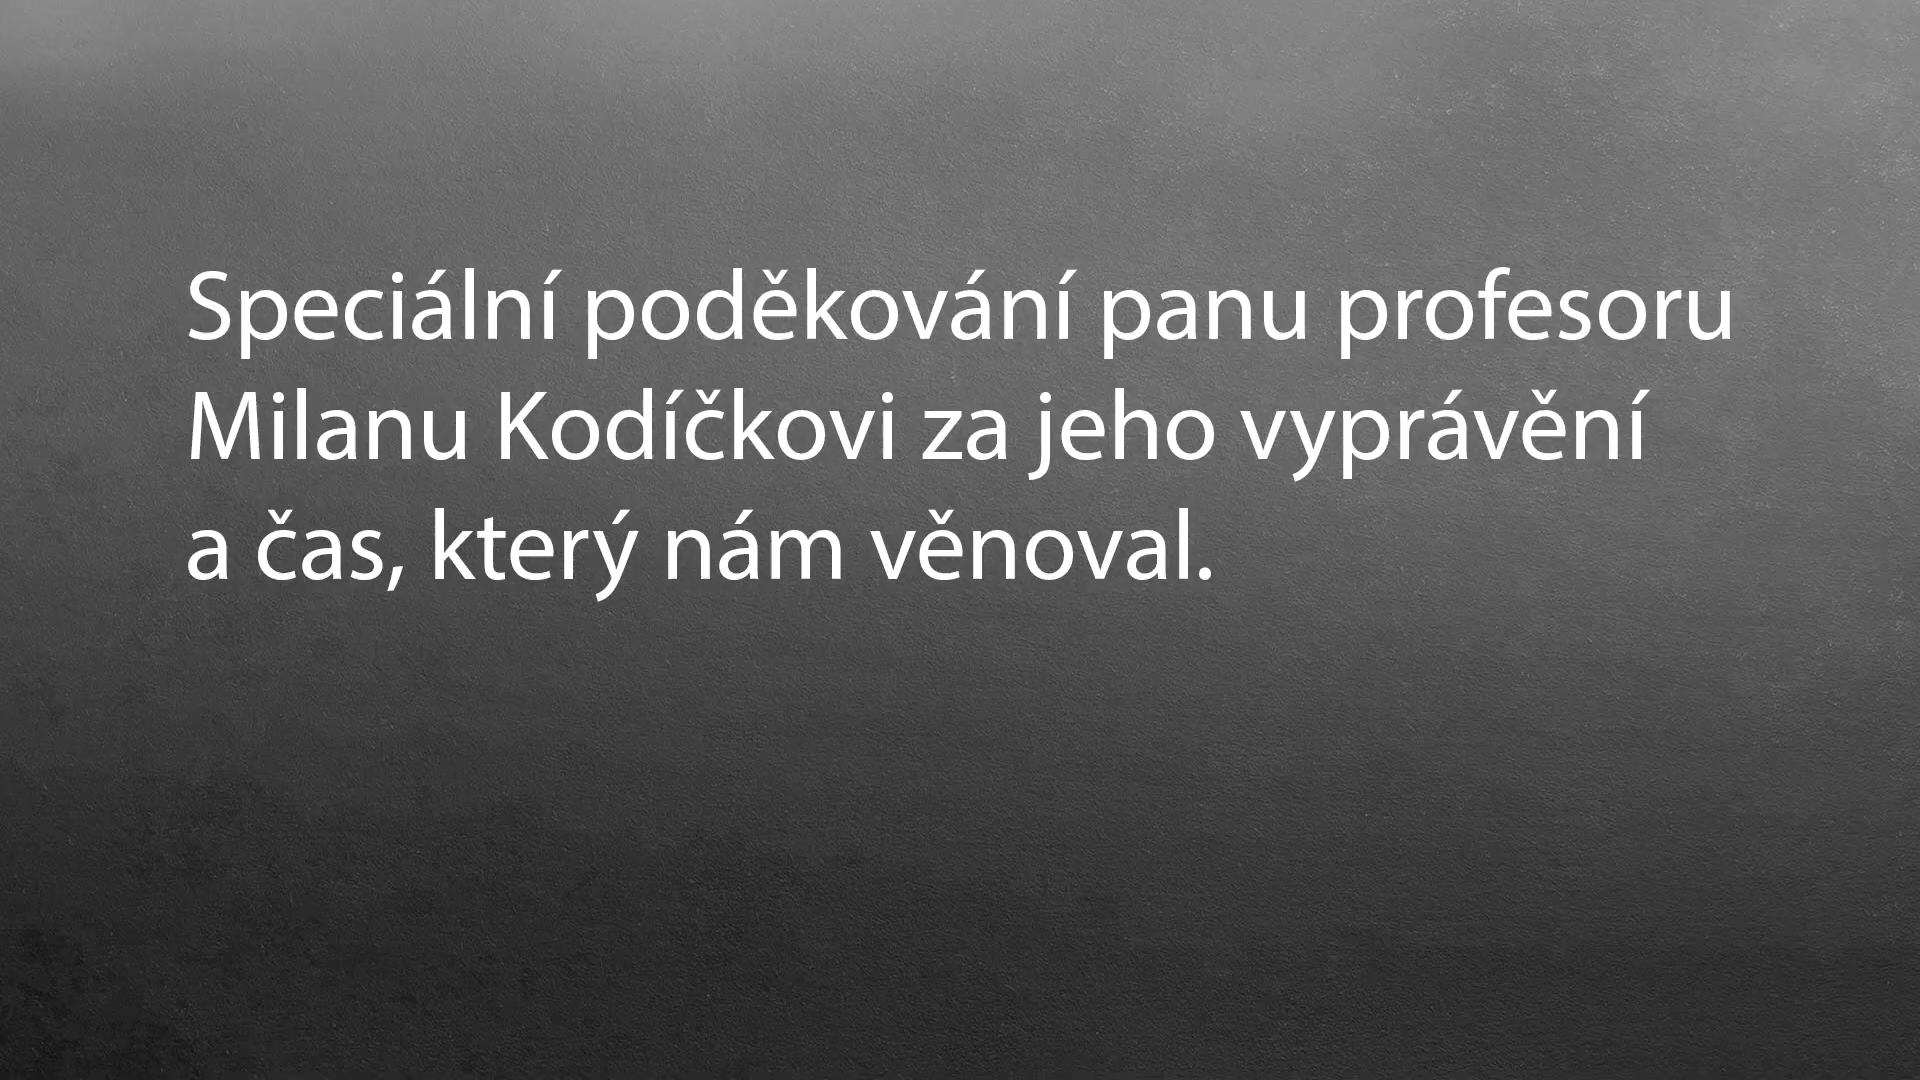 Speciální poděkování panu profesoru
Milanu Kodíčkovi za jeho vyprávění
a čas, který nám věnoval.